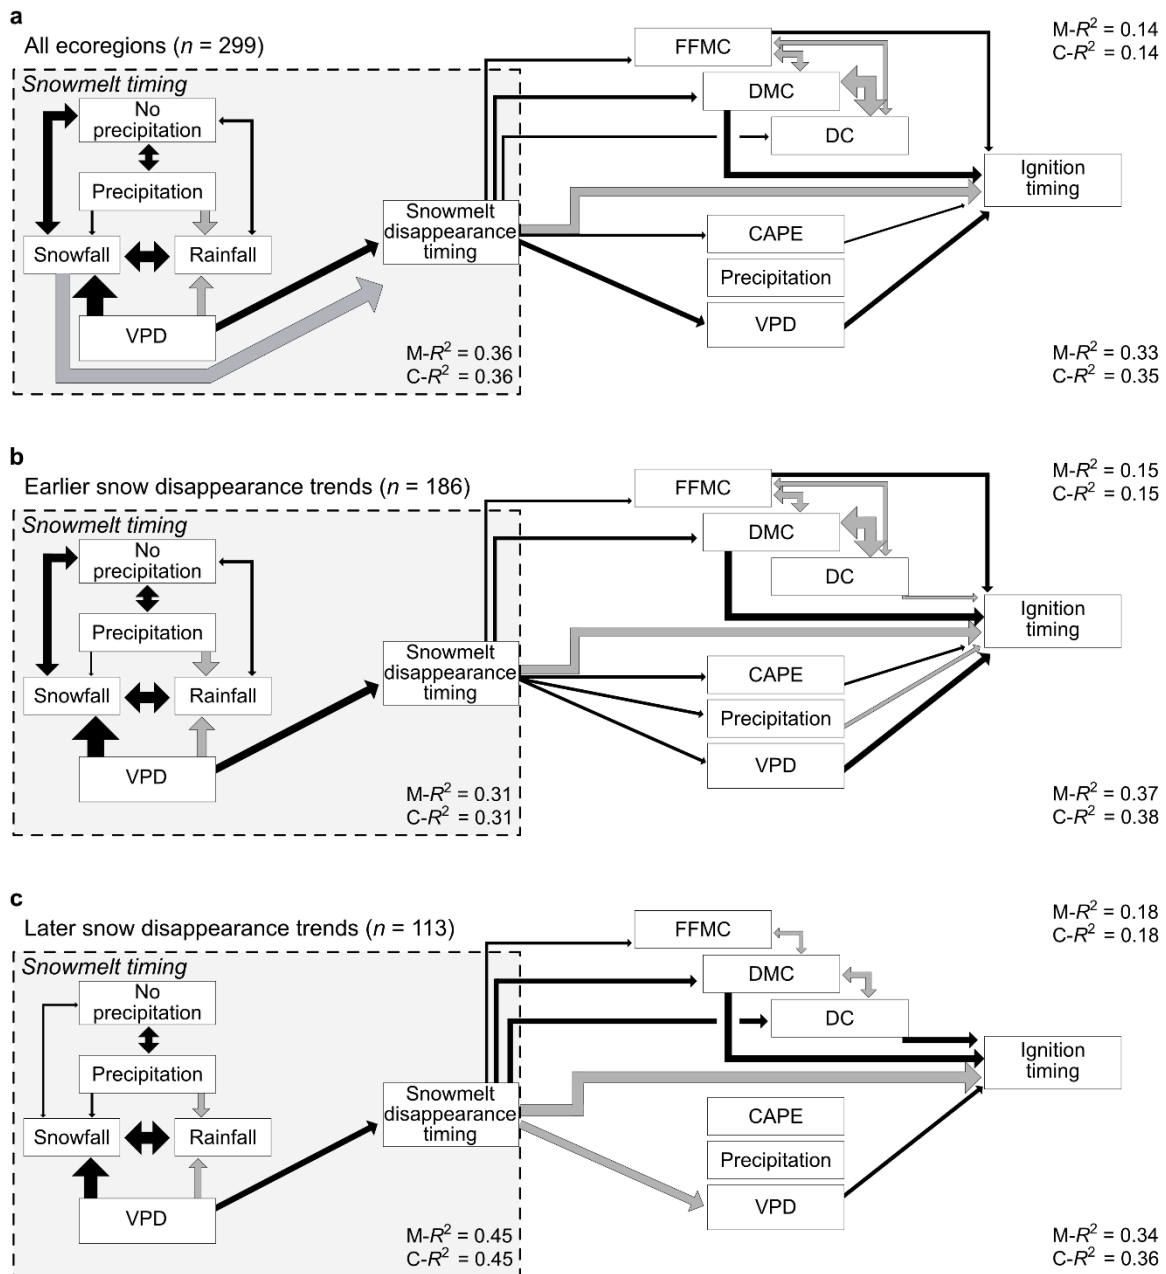 a
All ecoregions (n = 299)
Snowmelt timing
No
precipitation
Precipitation
Snowfall
Rainfall
VPD
M-R² = 0.36
C-R² = 0.36
Snowmelt
disappearance
timing
FFMC
DMC
DC
CAPE
Precipitation
VPD
Ignition
timing
M-R² = 0.14
C-R² = 0.14
M-R² = 0.33
C-R² = 0.35
b
Earlier snow disappearance trends (n = 186)
Snowmelt timing
No
precipitation
Precipitation
Snowfall
Rainfall
VPD
M-R² = 0.31
C-R² = 0.31
Snowmelt
disappearance
timing
FFMC
DMC
DC
CAPE
Precipitation
VPD
Ignition
timing
M-R² = 0.15
C-R² = 0.15
M-R² = 0.37
C-R² = 0.38
c
Later snow disappearance trends (n = 113)
Snowmelt timing
No
precipitation
Precipitation
Snowfall
Rainfall
VPD
M-R² = 0.45
C-R² = 0.45
Snowmelt
disappearance
timing
FFMC
DMC
DC
CAPE
Precipitation
VPD
Ignition
timing
M-R² = 0.18
C-R² = 0.18
M-R² = 0.34
C-R² = 0.36